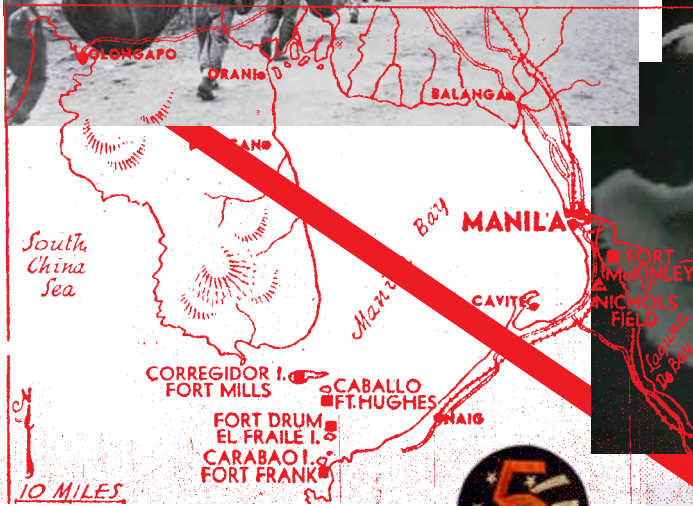 OLONGAPO
ORANI
BALANGA
South
China
Sea
Bay
MANILA
FORT
McKINLEY
NICHOLS
FIELD
CAVITE
Laguna
De Bay
CORREGIDOR I.
FORT MILLS
CABALLO
FT. HUGHES
FORT DRUM
EL FRAILE I.
NAIG
CARABAO I.
FORT FRANK
N
10 MILES
5